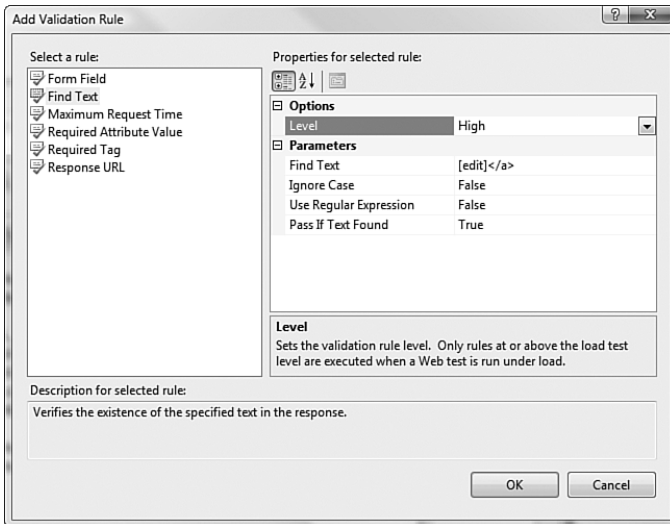 Add Validation Rule
Select a rule:
Form Field
Find Text
Maximum Request Time
Required Attribute Value
Required Tag
Response URL
Properties for selected rule:
Options
Level High
Parameters
Find Text [edit]</a>
Ignore Case False
Use Regular Expression False
Pass If Text Found True
Level
Sets the validation rule level. Only rules at or above the load test
level are executed when a Web test is run under load.
Description for selected rule:
Verifies the existence of the specified text in the response.
OK Cancel